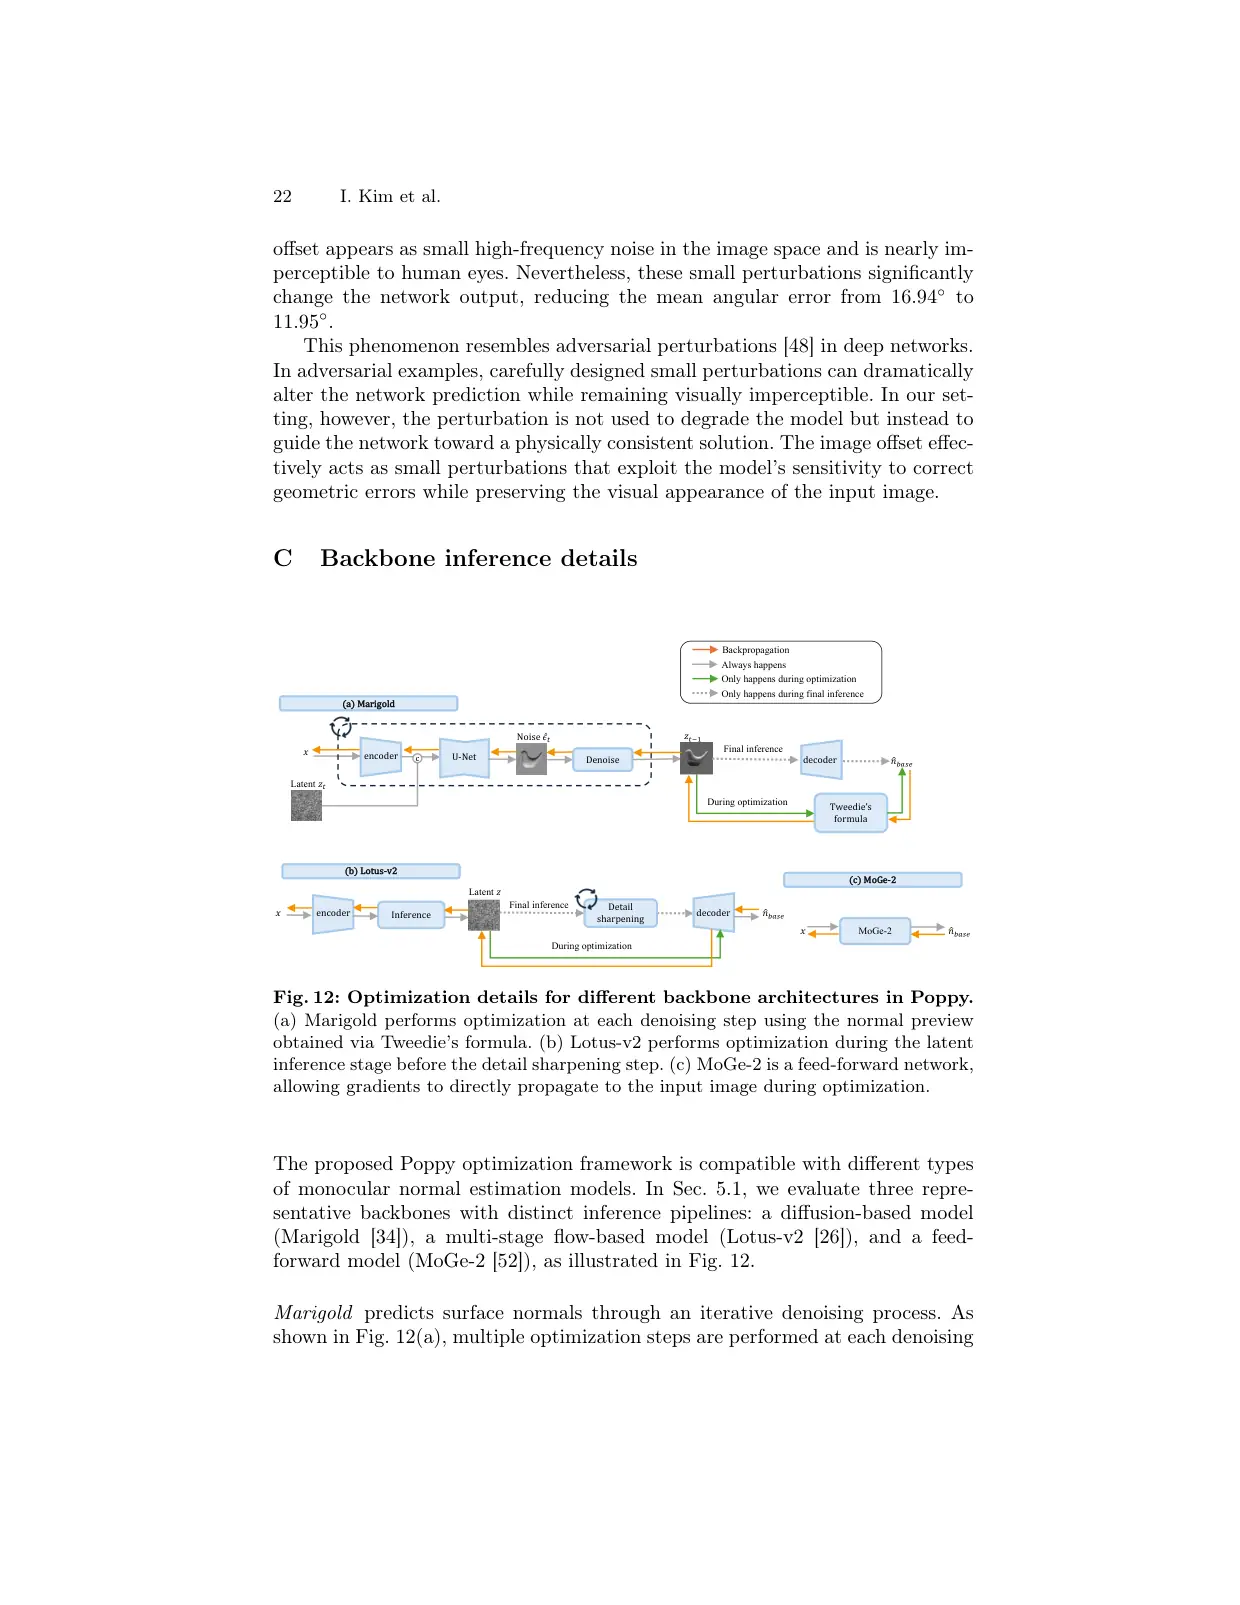 22 I. Kim et al.
offset appears as small high-frequency noise in the image space and is nearly im-
perceptible to human eyes. Nevertheless, these small perturbations significantly
change the network output, reducing the mean angular error from 16.94° to
11.95°.
This phenomenon resembles adversarial perturbations [48] in deep networks.
In adversarial examples, carefully designed small perturbations can dramatically
alter the network prediction while remaining visually imperceptible. In our set-
ting, however, the perturbation is not used to degrade the model but instead to
guide the network toward a physically consistent solution. The image offset effec-
tively acts as small perturbations that exploit the model's sensitivity to correct
geometric errors while preserving the visual appearance of the input image.
C Backbone inference details
Backpropagation
Always happens
Only happens during optimization
Only happens during final inference
(a) Marigold
x
encoder
c
U-Net
Noise ε̂_t
Denoise
z_{t−1}
Final inference
decoder
n̂_{base}
Latent z_t
During optimization
Tweedie's
formula
(b) Lotus-v2
x
encoder
Inference
Latent z
Final inference
Detail
sharpening
decoder
n̂_{base}
During optimization
(c) MoGe-2
x
MoGe-2
n̂_{base}
Fig. 12: Optimization details for different backbone architectures in Poppy.
(a) Marigold performs optimization at each denoising step using the normal preview
obtained via Tweedie's formula. (b) Lotus-v2 performs optimization during the latent
inference stage before the detail sharpening step. (c) MoGe-2 is a feed-forward network,
allowing gradients to directly propagate to the input image during optimization.
The proposed Poppy optimization framework is compatible with different types
of monocular normal estimation models. In Sec. 5.1, we evaluate three repre-
sentative backbones with distinct inference pipelines: a diffusion-based model
(Marigold [34]), a multi-stage flow-based model (Lotus-v2 [26]), and a feed-
forward model (MoGe-2 [52]), as illustrated in Fig. 12.
Marigold predicts surface normals through an iterative denoising process. As
shown in Fig. 12(a), multiple optimization steps are performed at each denoising